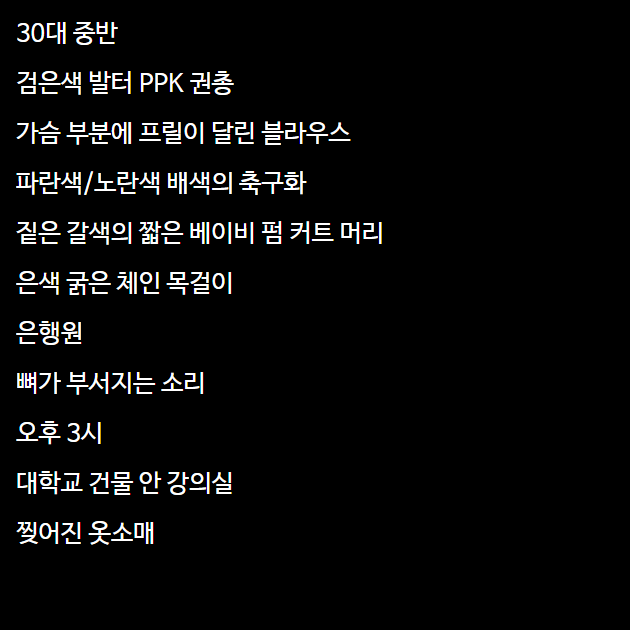 30대 중반
검은색 발터 PPK 권총
가슴 부분에 프릴이 달린 블라우스
파란색/노란색 배색의 축구화
짙은 갈색의 짧은 베이비 펌 커트 머리
은색 굵은 체인 목걸이
은행원
뼈가 부서지는 소리
오후 3시
대학교 건물 안 강의실
찢어진 옷소매